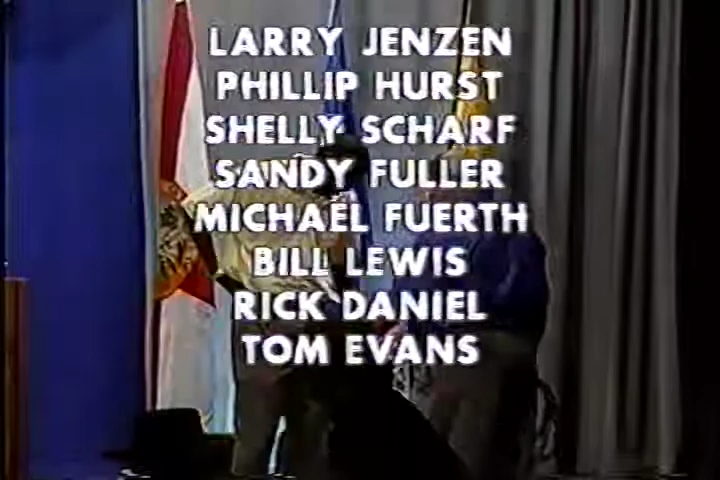 LARRY JENZEN
PHILLIP HURST
SHELLY SCHARF
SANDY FULLER
MICHAEL FUERTH
BILL LEWIS
RICK DANIEL
TOM EVANS